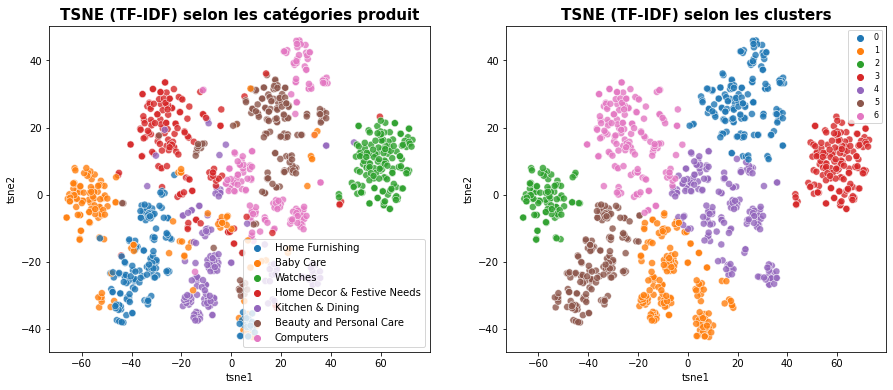 TSNE (TF-IDF) selon les catégories produit
tsne2
40
20
0
−20
−40
−60
−40
−20
0
20
40
60
tsne1
Home Furnishing
Baby Care
Watches
Home Decor & Festive Needs
Kitchen & Dining
Beauty and Personal Care
Computers
TSNE (TF-IDF) selon les clusters
tsne2
40
20
0
−20
−40
−60
−40
−20
0
20
40
60
tsne1
0
1
2
3
4
5
6